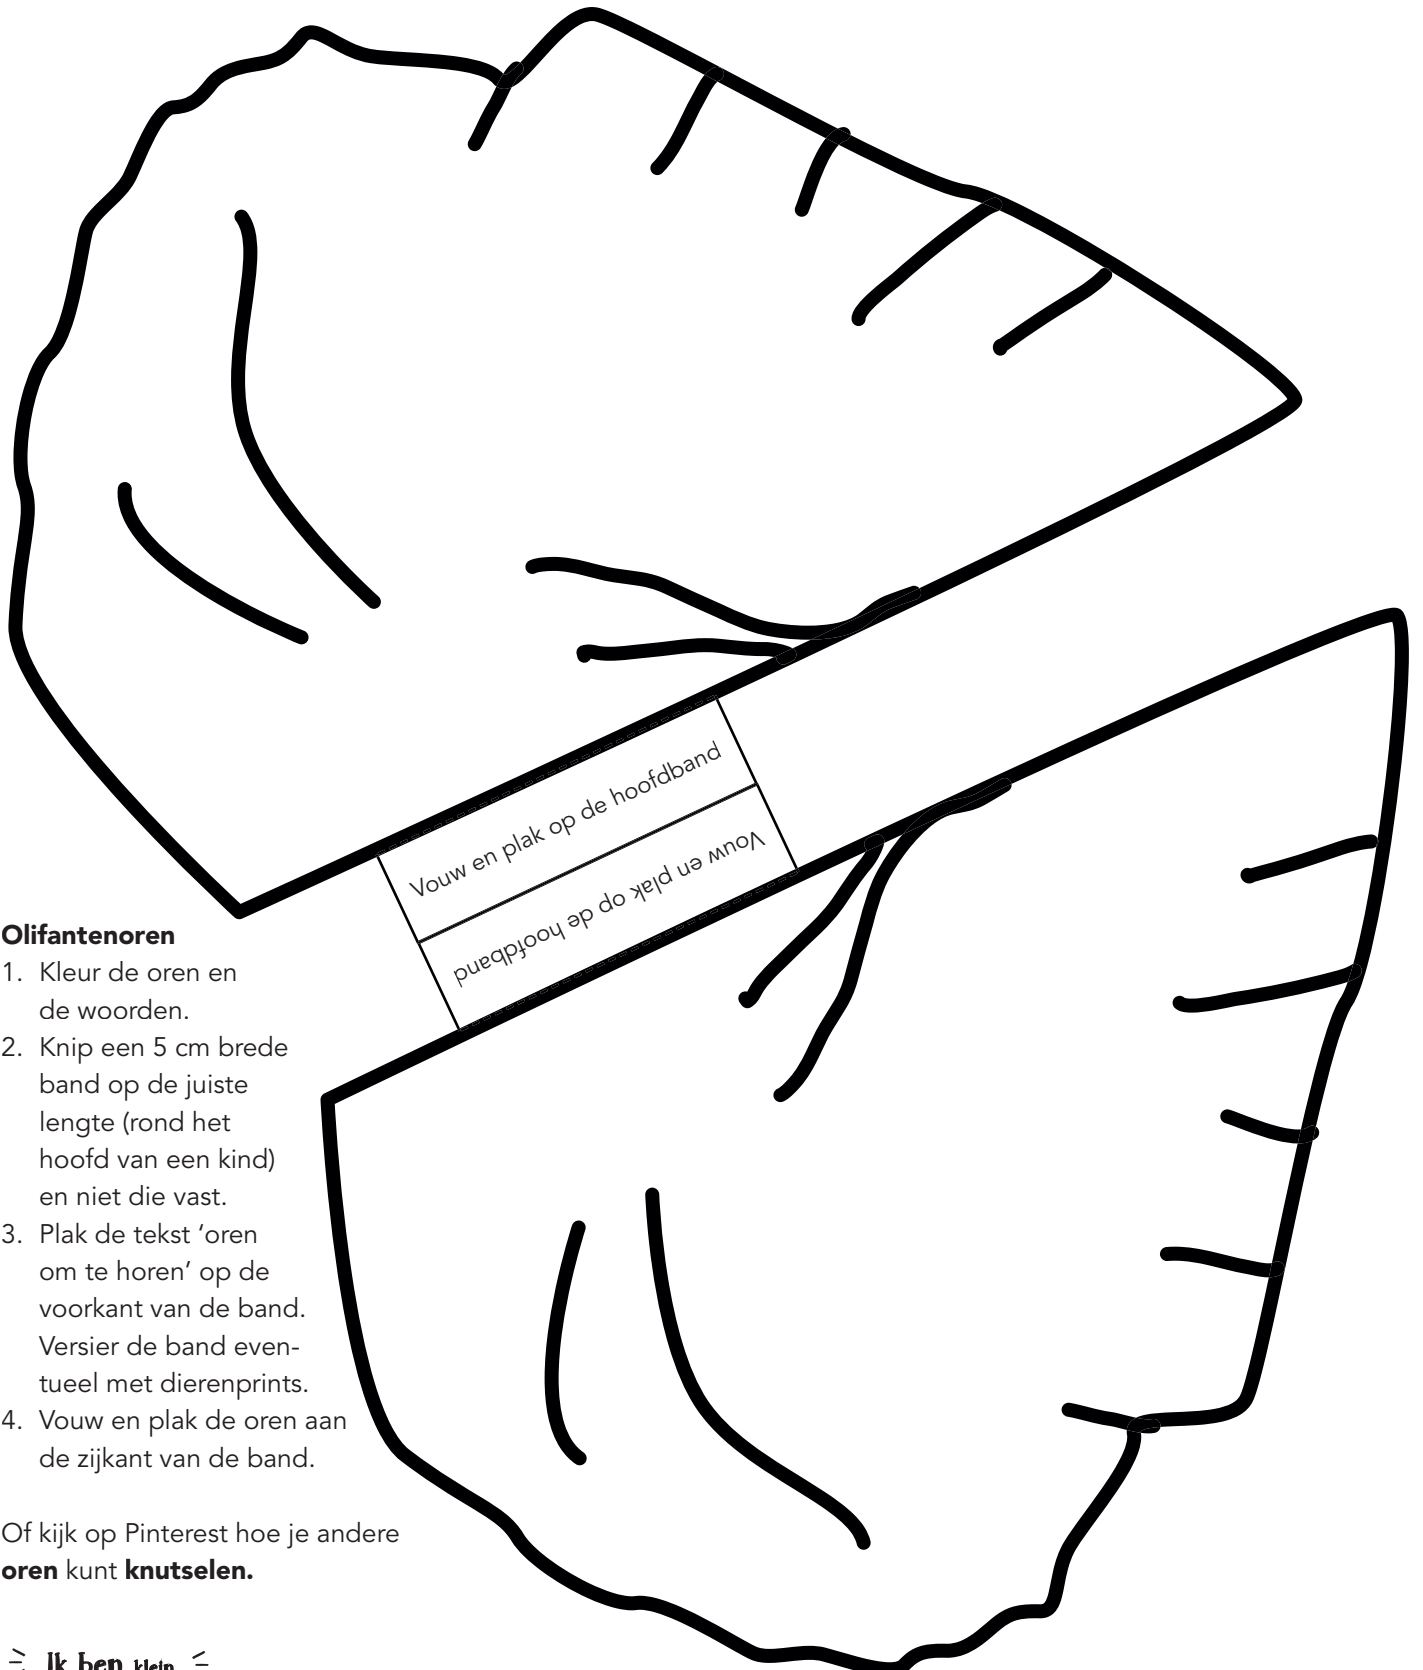 Vouw en plak op de hoofdband
Vouw en plak op de hoofdband
Olifantenoren
1. Kleur de oren en
de woorden.
2. Knip een 5 cm brede
band op de juiste
lengte (rond het
hoofd van een kind)
en niet die vast.
3. Plak de tekst ‘oren
om te horen’ op de
voorkant van de band.
Versier de band even-
tueel met dierenprints.
4. Vouw en plak de oren aan
de zijkant van de band.
Of kijk op Pinterest hoe je andere
oren kunt knutselen.
Ik ben klein